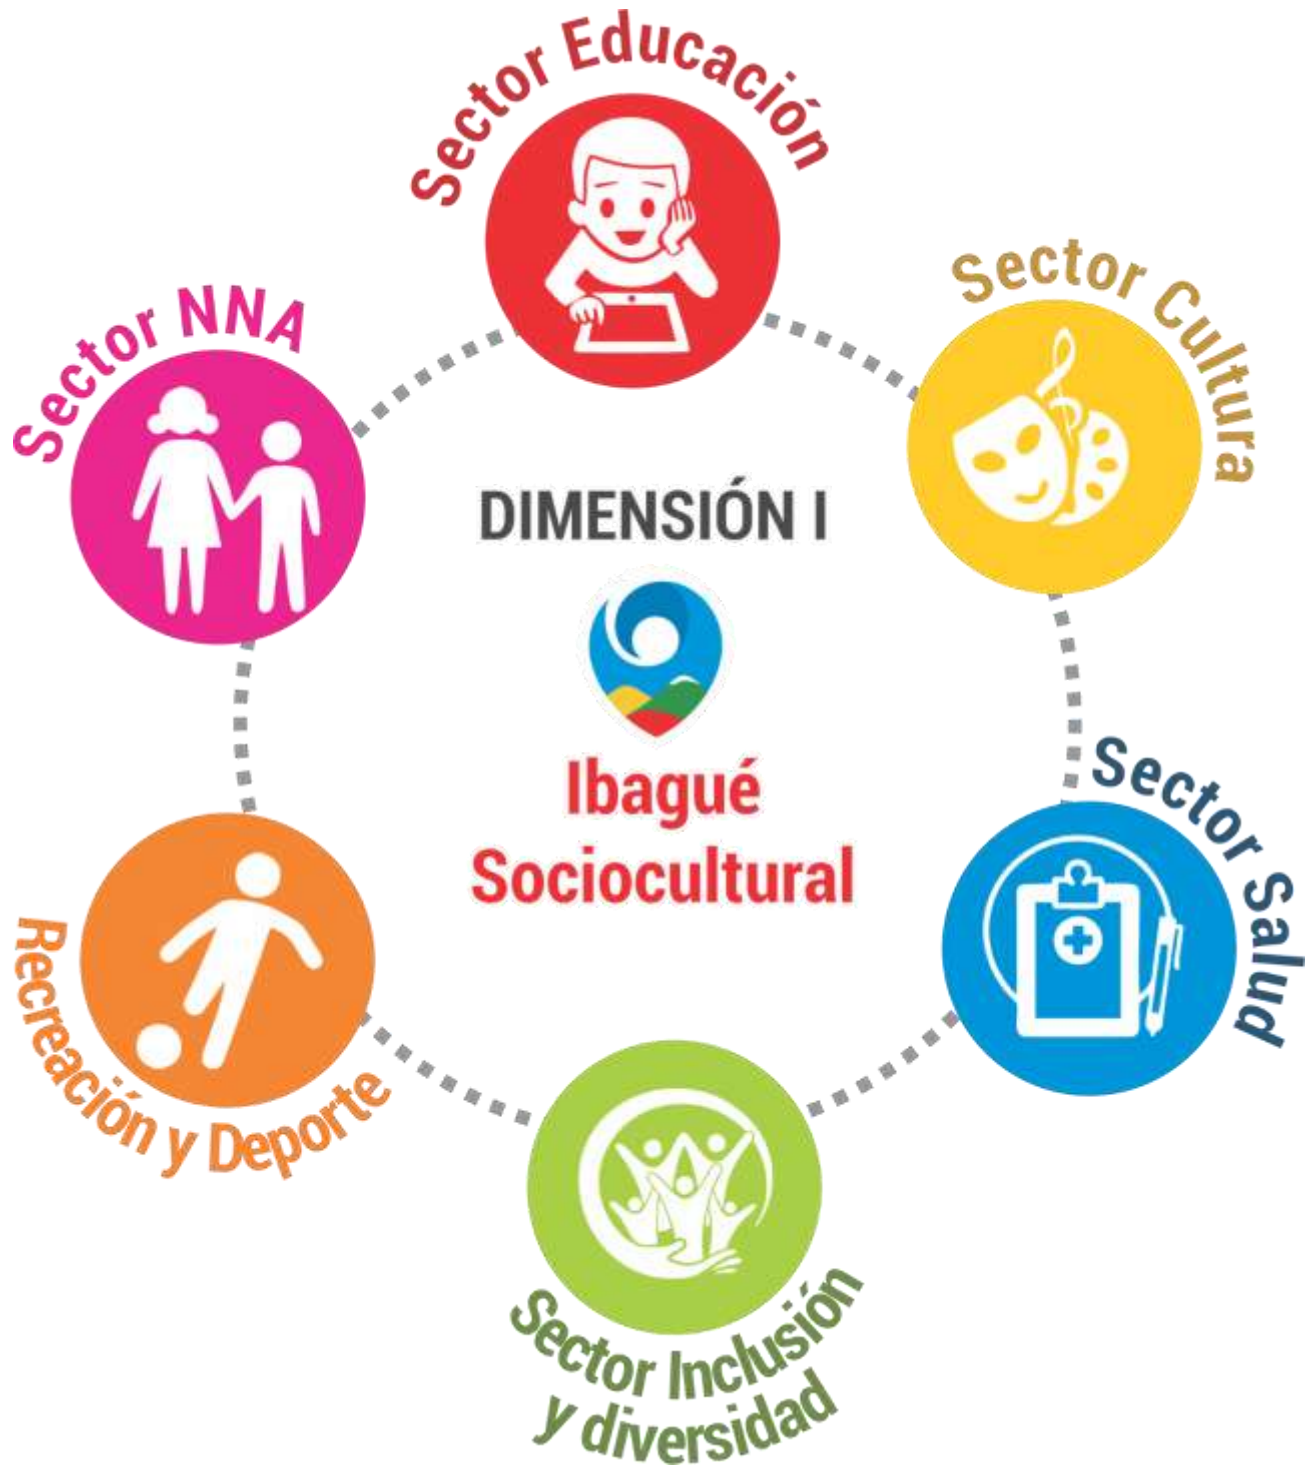 Sector Educación
Sector NNA
Sector Cultura
DIMENSIÓN I
Ibagué
Sociocultural
Sector Salud
Recreación y Deporte
Sector Inclusión
y diversidad